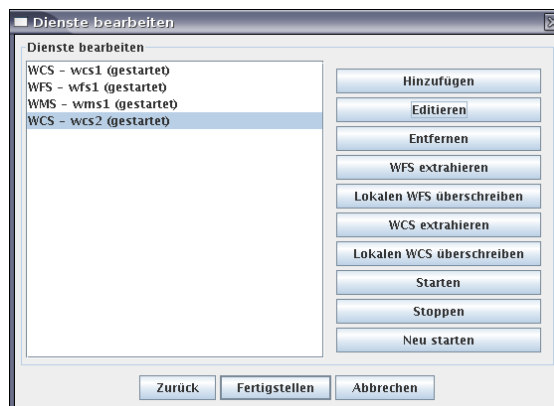 Dienste bearbeiten
Dienste bearbeiten
WCS - wcs1 (gestartet)
WFS - wfs1 (gestartet)
WMS - wms1 (gestartet)
WCS - wcs2 (gestartet)
Hinzufügen
Editieren
Entfernen
WFS extrahieren
Lokalen WFS überschreiben
WCS extrahieren
Lokalen WCS überschreiben
Starten
Stoppen
Neu starten
Zurück
Fertigstellen
Abbrechen